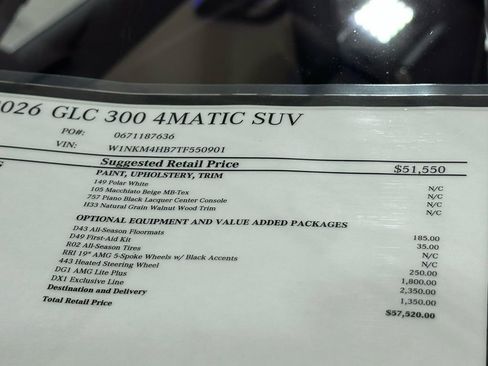 2026 GLC 300 4MATIC SUV
PO#: 0671187636
VIN: W1NKM4HB7TF550901
Suggested Retail Price $51,550
PAINT, UPHOLSTERY, TRIM
149 Polar White N/C
105 Macchiato Beige MB-Tex N/C
757 Piano Black Lacquer Center Console N/C
H33 Natural Grain Walnut Wood Trim N/C
OPTIONAL EQUIPMENT AND VALUE ADDED PACKAGES
D43 All-Season Floormats 185.00
D49 First-Aid Kit 35.00
R02 All-Season Tires N/C
RRI 19" AMG 5-Spoke Wheels w/ Black Accents N/C
443 Heated Steering Wheel 250.00
DG1 AMG Lite Plus 1,800.00
DX1 Exclusive Line 2,350.00
Destination and Delivery 1,350.00
Total Retail Price $57,520.00